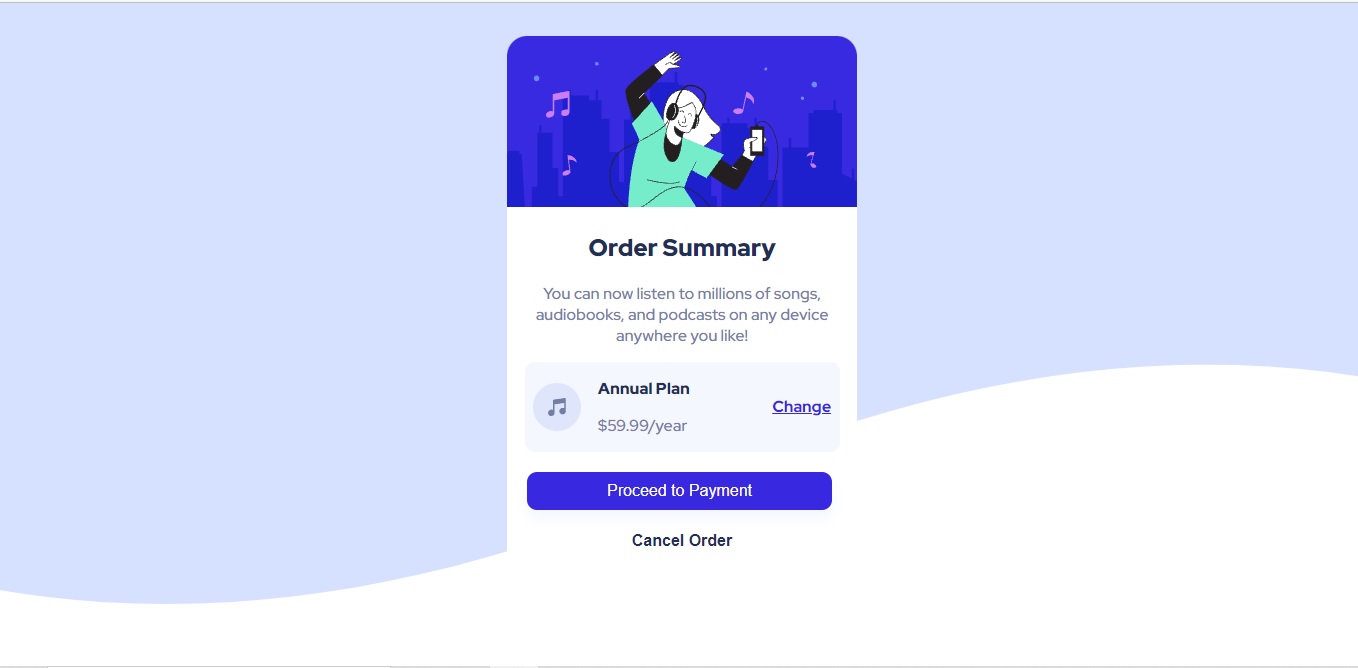 Order Summary
You can now listen to millions of songs,
audiobooks, and podcasts on any device
anywhere you like!
Annual Plan
Change
$59.99/year
Proceed to Payment
Cancel Order